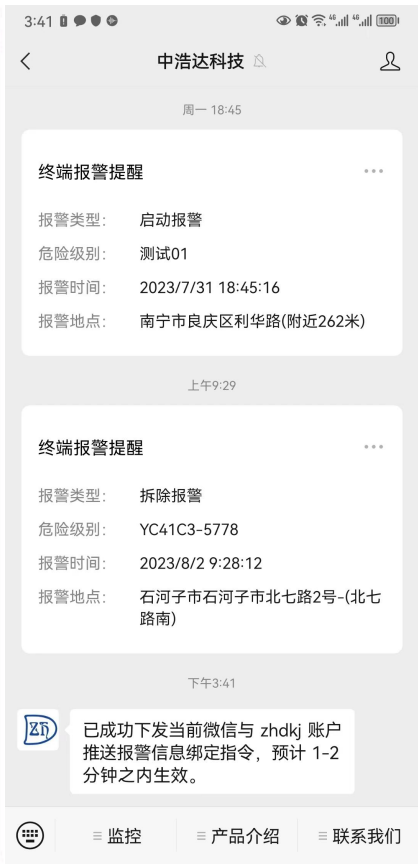 3:41
4G
4G
100
中浩达科技
周一 18:45
终端报警提醒
报警类型: 启动报警
危险级别: 测试01
报警时间: 2023/7/31 18:45:16
报警地点: 南宁市良庆区利华路(附近262米)
上午9:29
终端报警提醒
报警类型: 拆除报警
危险级别: YC41C3-5778
报警时间: 2023/8/2 9:28:12
报警地点: 石河子市石河子市北七路2号-(北七
路南)
下午3:41
已成功下发当前微信与 zhdkj 账户
推送报警信息绑定指令，预计 1-2
分钟之内生效。
监控
产品介绍
联系我们